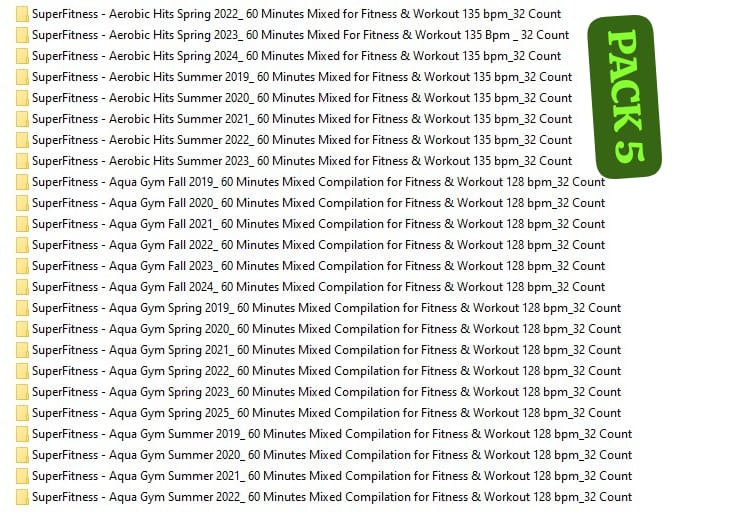 SuperFitness - Aerobic Hits Spring 2022_ 60 Minutes Mixed for Fitness & Workout 135 bpm_32 Count
SuperFitness - Aerobic Hits Spring 2023_ 60 Minutes Mixed For Fitness & Workout 135 Bpm _ 32 Count
SuperFitness - Aerobic Hits Spring 2024_ 60 Minutes Mixed for Fitness & Workout 135 bpm_32 Count
SuperFitness - Aerobic Hits Summer 2019_ 60 Minutes Mixed for Fitness & Workout 135 bpm_32 Count
SuperFitness - Aerobic Hits Summer 2020_ 60 Minutes Mixed for Fitness & Workout 135 bpm_32 Count
SuperFitness - Aerobic Hits Summer 2021_ 60 Minutes Mixed for Fitness & Workout 135 bpm_32 Count
SuperFitness - Aerobic Hits Summer 2022_ 60 Minutes Mixed for Fitness & Workout 135 bpm_32 Count
SuperFitness - Aerobic Hits Summer 2023_ 60 Minutes Mixed for Fitness & Workout 135 bpm_32 Count
SuperFitness - Aqua Gym Fall 2019_ 60 Minutes Mixed Compilation for Fitness & Workout 128 bpm_32 Count
SuperFitness - Aqua Gym Fall 2020_ 60 Minutes Mixed Compilation for Fitness & Workout 128 bpm_32 Count
SuperFitness - Aqua Gym Fall 2021_ 60 Minutes Mixed Compilation for Fitness & Workout 128 bpm_32 Count
SuperFitness - Aqua Gym Fall 2022_ 60 Minutes Mixed Compilation for Fitness & Workout 128 bpm_32 Count
SuperFitness - Aqua Gym Fall 2023_ 60 Minutes Mixed Compilation for Fitness & Workout 128 bpm_32 Count
SuperFitness - Aqua Gym Fall 2024_ 60 Minutes Mixed Compilation for Fitness & Workout 128 bpm_32 Count
SuperFitness - Aqua Gym Spring 2019_ 60 Minutes Mixed Compilation for Fitness & Workout 128 bpm_32 Count
SuperFitness - Aqua Gym Spring 2020_ 60 Minutes Mixed Compilation for Fitness & Workout 128 bpm_32 Count
SuperFitness - Aqua Gym Spring 2021_ 60 Minutes Mixed Compilation for Fitness & Workout 128 bpm_32 Count
SuperFitness - Aqua Gym Spring 2022_ 60 Minutes Mixed Compilation for Fitness & Workout 128 bpm_32 Count
SuperFitness - Aqua Gym Spring 2023_ 60 Minutes Mixed Compilation for Fitness & Workout 128 bpm_32 Count
SuperFitness - Aqua Gym Spring 2025_ 60 Minutes Mixed Compilation for Fitness & Workout 128 bpm_32 Count
SuperFitness - Aqua Gym Summer 2019_ 60 Minutes Mixed Compilation for Fitness & Workout 128 bpm_32 Count
SuperFitness - Aqua Gym Summer 2020_ 60 Minutes Mixed Compilation for Fitness & Workout 128 bpm_32 Count
SuperFitness - Aqua Gym Summer 2021_ 60 Minutes Mixed Compilation for Fitness & Workout 128 bpm_32 Count
SuperFitness - Aqua Gym Summer 2022_ 60 Minutes Mixed Compilation for Fitness & Workout 128 bpm_32 Count
PACK 5